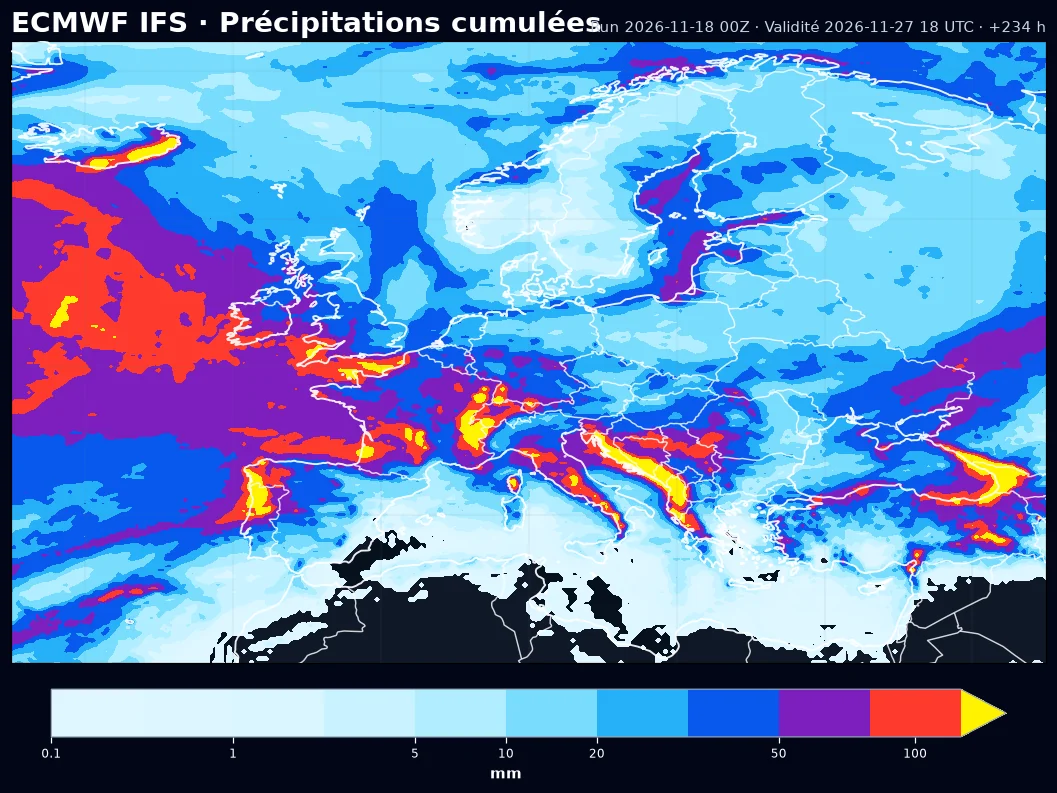 ECMWF IFS · Précipitations cumulées
Run 2026-11-18 00Z · Validité 2026-11-27 18 UTC · +234 h
0.1 1 5 10 20 50 100
mm